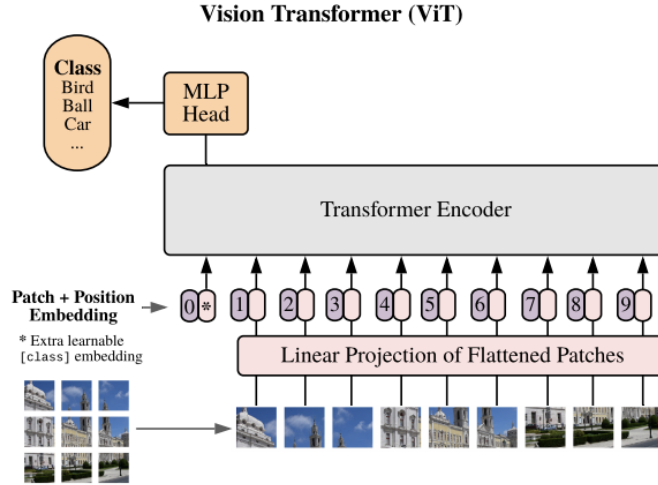 Vision Transformer (ViT)
Class
Bird
Ball
Car
...
MLP
Head
Transformer Encoder
Patch + Position
Embedding
0 * 1 2 3 4 5 6 7 8 9
* Extra learnable
[class] embedding
Linear Projection of Flattened Patches